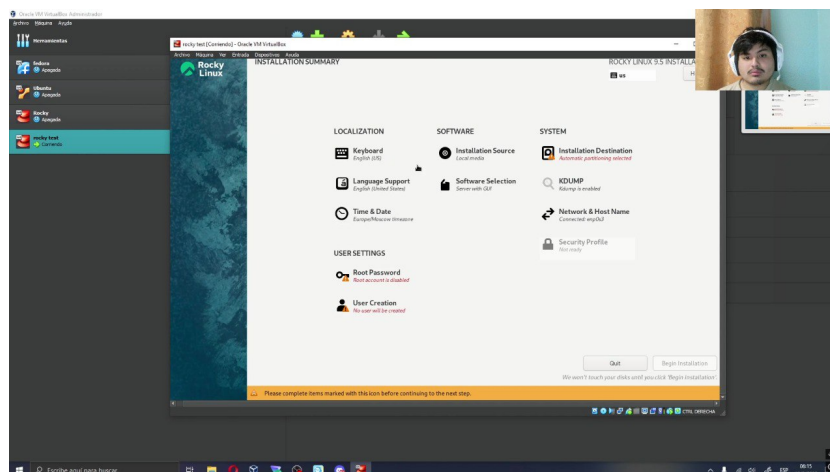 Oracle VM VirtualBox Administrador
Archivo Máquina Ayuda
Herramientas
fedora
Apagada
Ubuntu
Apagada
Rocky
Apagada
rocky test
Corriendo
rocky test [Corriendo] - Oracle VM VirtualBox
Archivo Máquina Ver Entrada Dispositivos Ayuda
Rocky
Linux
INSTALLATION SUMMARY
ROCKY LINUX 9.5 INSTALLA
us
H
LOCALIZATION
Keyboard
English (US)
Language Support
English (United States)
Time & Date
Europe/Moscow timezone
USER SETTINGS
Root Password
Root account is disabled
User Creation
No user will be created
SOFTWARE
Installation Source
Local media
Software Selection
Server with GUI
SYSTEM
Installation Destination
Automatic partitioning selected
KDUMP
Kdump is enabled
Network & Host Name
Connected: enp0s3
Security Profile
Not ready
Quit
Begin Installation
We won't touch your disks until you click 'Begin Installation'
Please complete items marked with this icon before continuing to the next step.
CTRL DERECHA
Escribe aquí para buscar
ESP
06:15